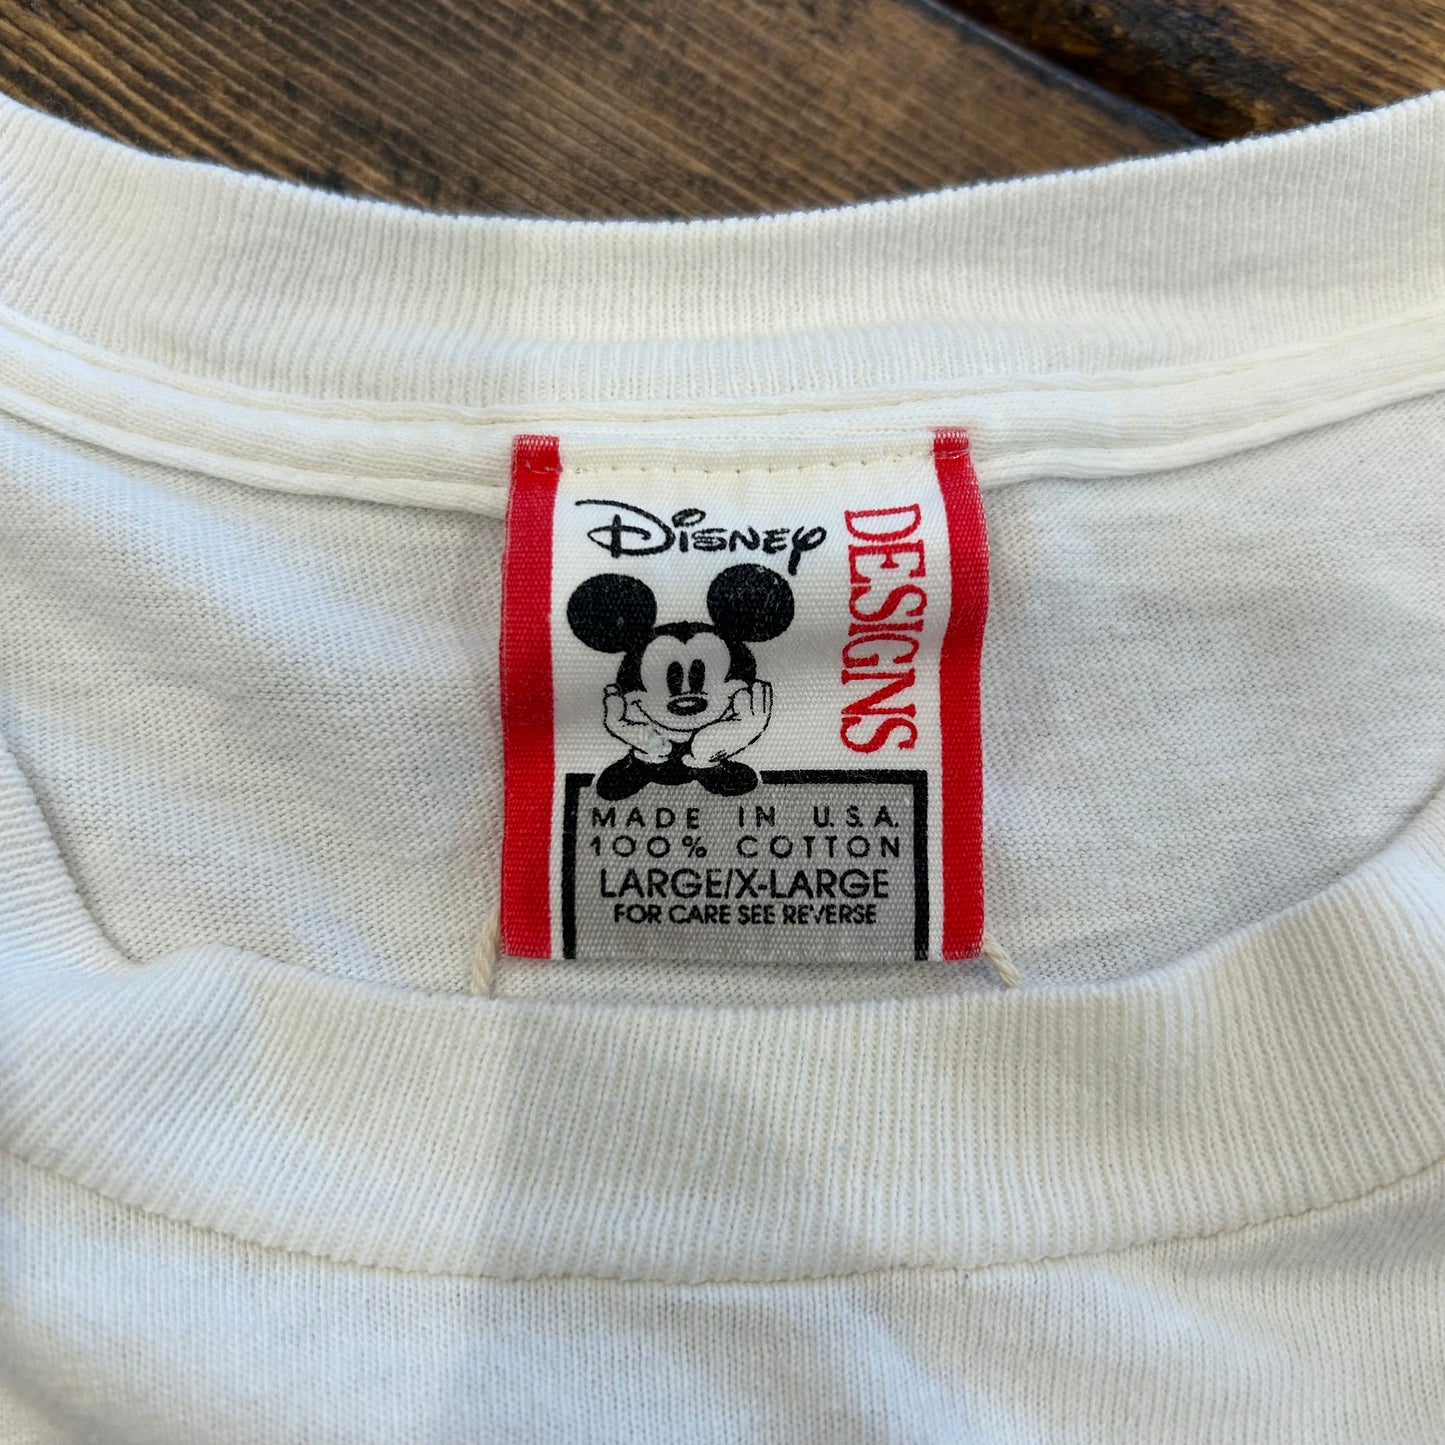 Disney
DESIGNS
MADE IN U.S.A.
100% COTTON
LARGE/X-LARGE
FOR CARE SEE REVERSE